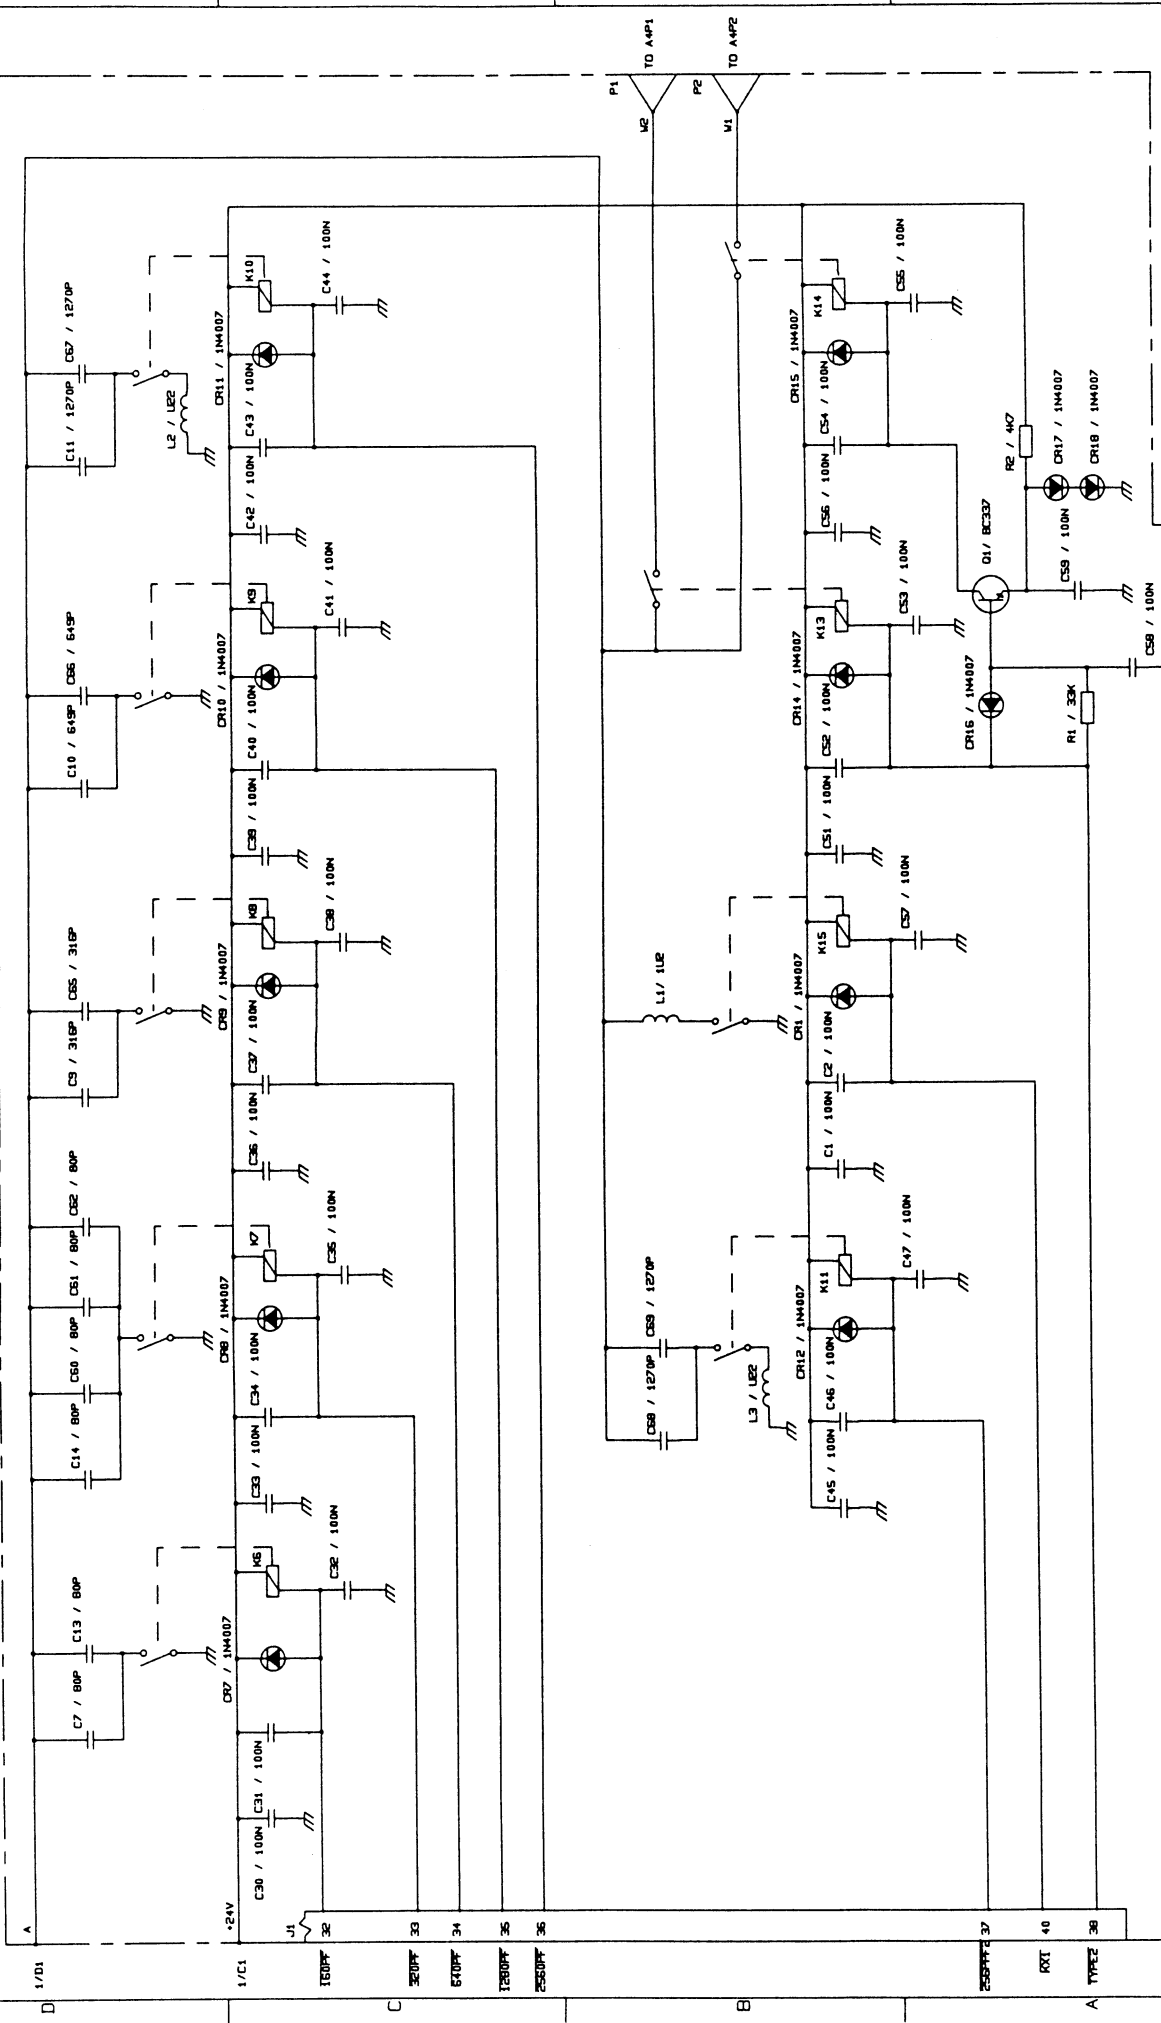 D
C
B
A
1/D1
A
C7 / 80P
C13 / 80P
C14 / 80P
C60 / 80P
C61 / 80P
C62 / 80P
C9 / 316P
C65 / 316P
C10 / 649P
C66 / 649P
C11 / 1270P
C67 / 1270P
L2 / U22
1/C1
+24V
C30 / 100N
C31 / 100N
CR7 / 1N4007
K6
C32 / 100N
C33 / 100N
C34 / 100N
CR8 / 1N4007
K7
C35 / 100N
C36 / 100N
C37 / 100N
CR9 / 1N4007
K8
C38 / 100N
C39 / 100N
C40 / 100N
CR10 / 1N4007
K9
C41 / 100N
C42 / 100N
C43 / 100N
CR11 / 1N4007
K10
C44 / 100N
J1
160PF
32
320PF
33
640PF
34
1280PF
35
2560PF
36
P1
TO A4P1
W2
P2
TO A4P2
W1
C68 / 1270P
C69 / 1270P
L3 / U22
L1/ 1U2
C45 / 100N
C46 / 100N
CR12 / 1N4007
K11
C47 / 100N
C1 / 100N
C2 / 100N
CR1 / 1N4007
K15
C57 / 100N
C51 / 100N
C52 / 100N
CR14 / 1N4007
K13
C53 / 100N
C56 / 100N
C54 / 100N
CR15 / 1N4007
K14
C55 / 100N
CR16 / 1N4007
Q1/ BC337
R2 / 4K7
CR17 / 1N4007
CR18 / 1N4007
C59 / 100N
R1 / 33K
C58 / 100N
37
RXI
40
TYPE2
38